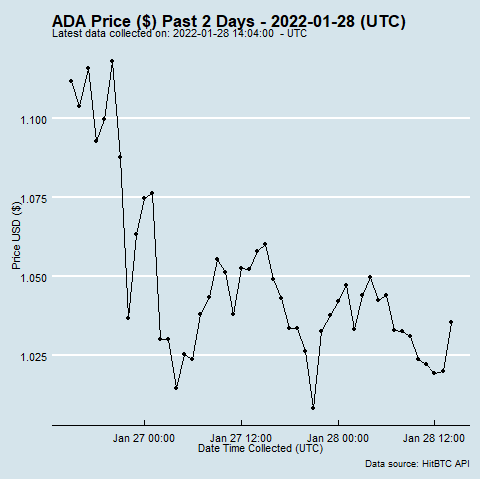 ADA Price ($) Past 2 Days - 2022-01-28 (UTC)
Latest data collected on: 2022-01-28 14:04:00  - UTC
1.100
1.075
1.050
1.025
Price USD ($)
Jan 27 00:00
Jan 27 12:00
Jan 28 00:00
Jan 28 12:00
Date Time Collected (UTC)
Data source: HitBTC API